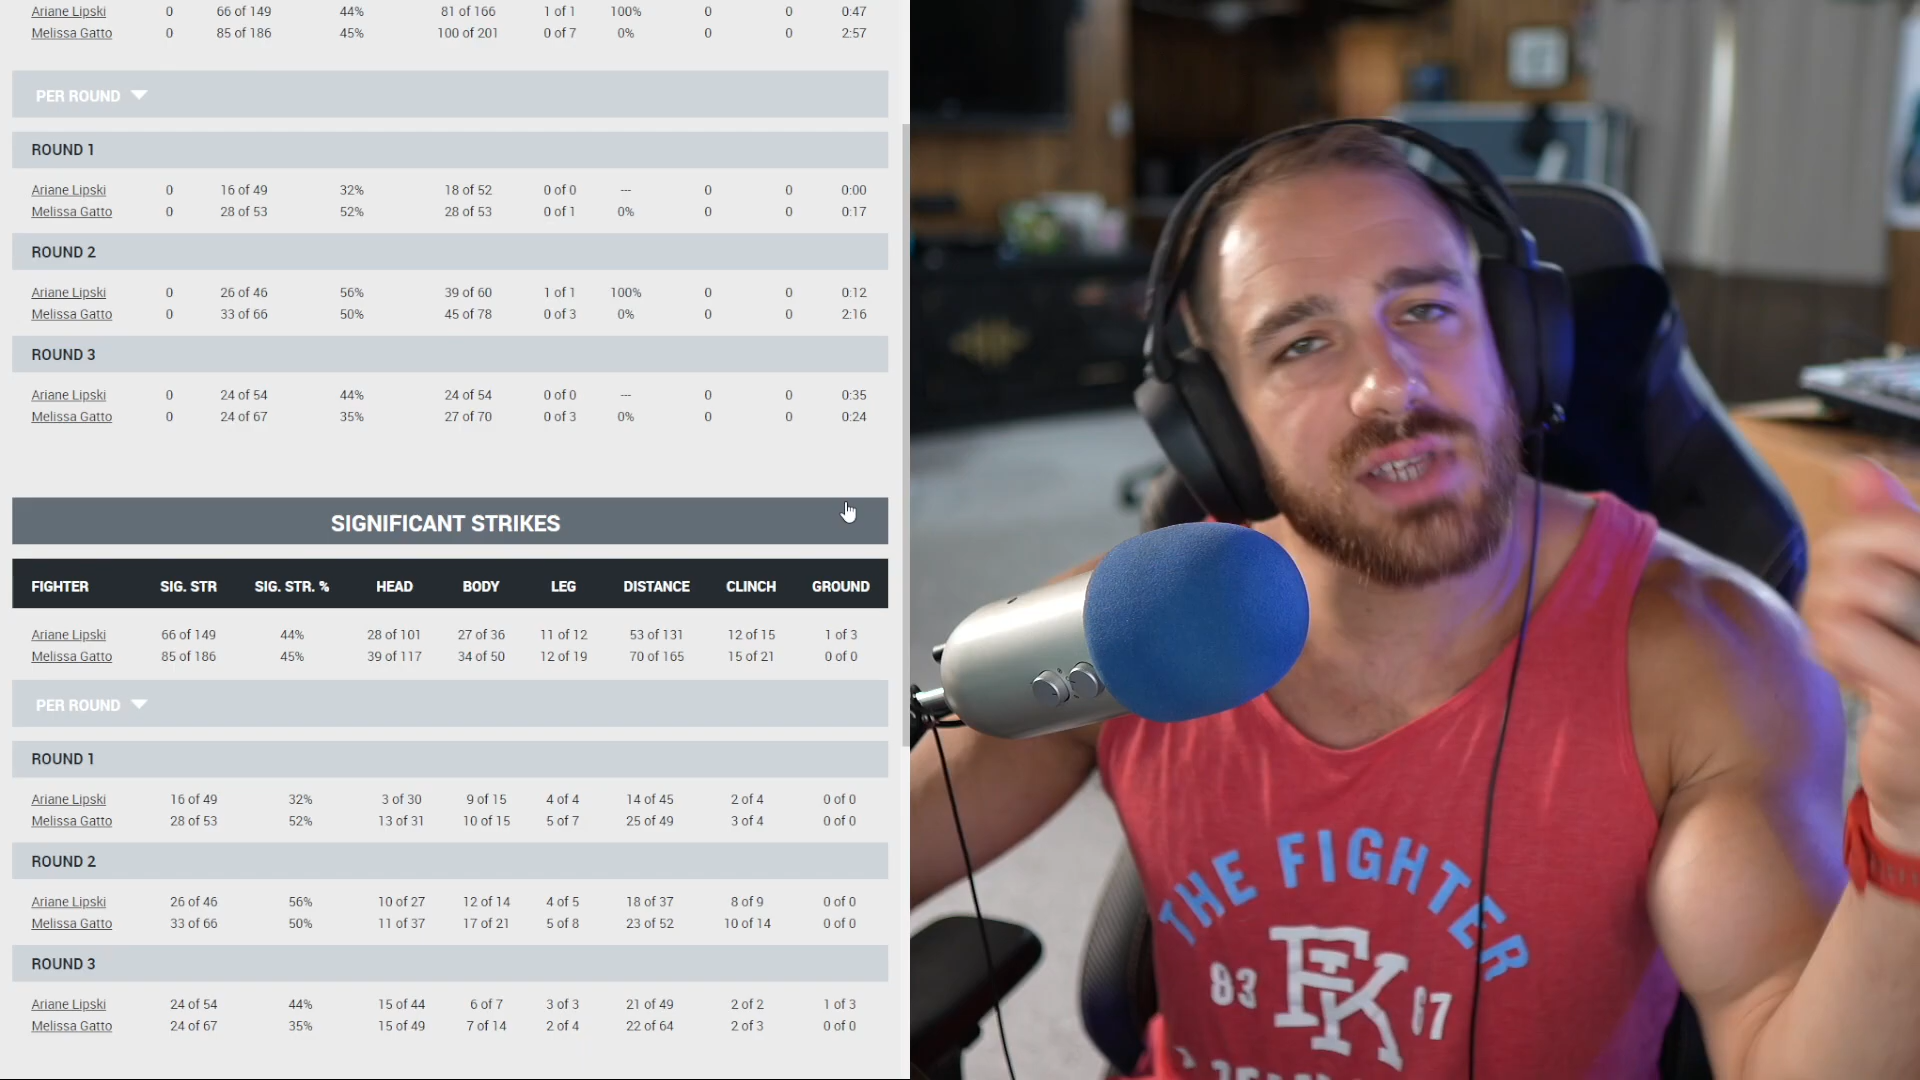 Ariane Lipski 0 66 of 149 44% 81 of 166 1 of 1 100% 0 0 0:47
Melissa Gatto 0 85 of 186 45% 100 of 201 0 of 7 0% 0 0 2:57
PER ROUND
ROUND 1
Ariane Lipski 0 16 of 49 32% 18 of 52 0 of 0 --- 0 0 0:00
Melissa Gatto 0 28 of 53 52% 28 of 53 0 of 1 0% 0 0 0:17
ROUND 2
Ariane Lipski 0 26 of 46 56% 39 of 60 1 of 1 100% 0 0 0:12
Melissa Gatto 0 33 of 66 50% 45 of 78 0 of 3 0% 0 0 2:16
ROUND 3
Ariane Lipski 0 24 of 54 44% 24 of 54 0 of 0 --- 0 0 0:35
Melissa Gatto 0 24 of 67 35% 27 of 70 0 of 3 0% 0 0 0:24
SIGNIFICANT STRIKES
FIGHTER SIG. STR SIG. STR. % HEAD BODY LEG DISTANCE CLINCH GROUND
Ariane Lipski 66 of 149 44% 28 of 101 27 of 36 11 of 12 53 of 131 12 of 15 1 of 3
Melissa Gatto 85 of 186 45% 39 of 117 34 of 50 12 of 19 70 of 165 15 of 21 0 of 0
PER ROUND
ROUND 1
Ariane Lipski 16 of 49 32% 3 of 30 9 of 15 4 of 4 14 of 45 2 of 4 0 of 0
Melissa Gatto 28 of 53 52% 13 of 31 10 of 15 5 of 7 25 of 49 3 of 4 0 of 0
ROUND 2
Ariane Lipski 26 of 46 56% 10 of 27 12 of 14 4 of 5 18 of 37 8 of 9 0 of 0
Melissa Gatto 33 of 66 50% 11 of 37 17 of 21 5 of 8 23 of 52 10 of 14 0 of 0
ROUND 3
Ariane Lipski 24 of 54 44% 15 of 44 6 of 7 3 of 3 21 of 49 2 of 2 1 of 3
Melissa Gatto 24 of 67 35% 15 of 49 7 of 14 2 of 4 22 of 64 2 of 3 0 of 0
THE FIGHTER
83 FK 67